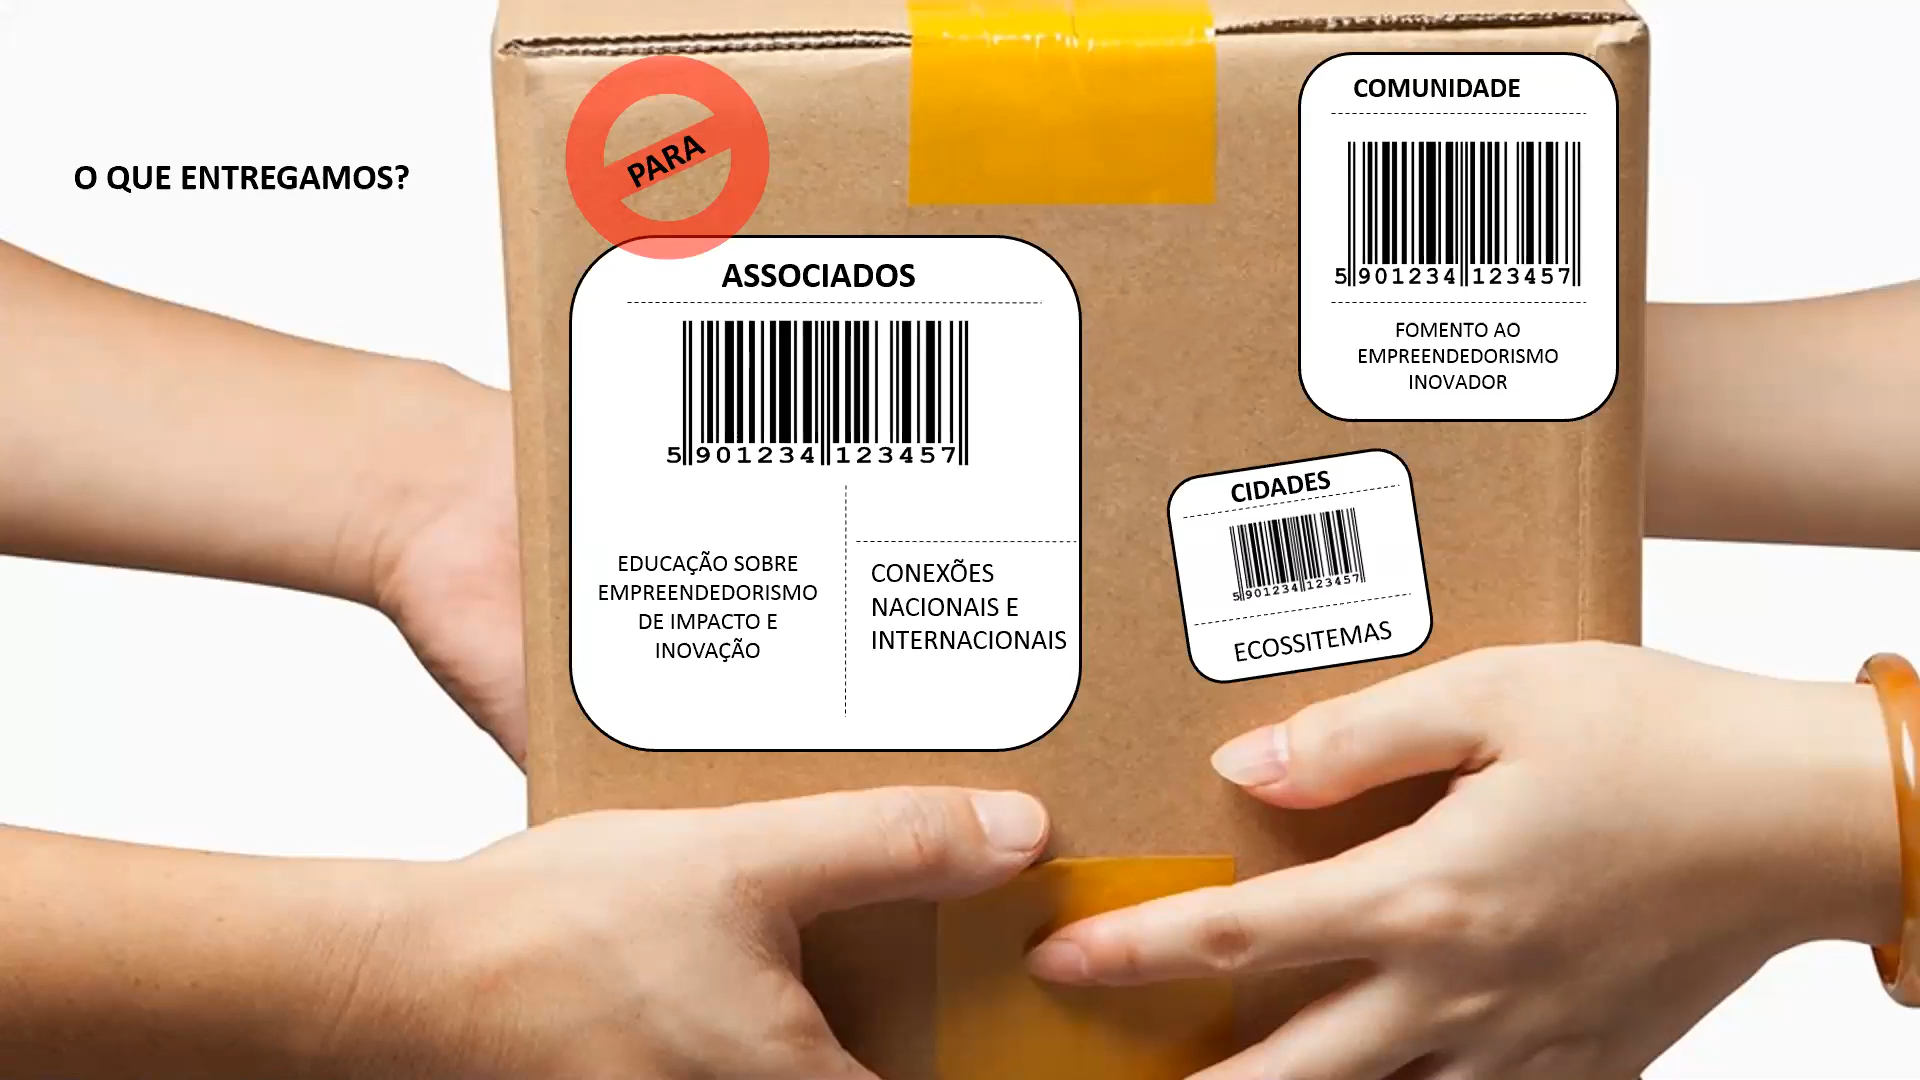 O QUE ENTREGAMOS?
PARA
ASSOCIADOS
5 901234 123457
EDUCAÇÃO SOBRE
EMPREENDEDORISMO
DE IMPACTO E
INOVAÇÃO
CONEXÕES
NACIONAIS E
INTERNACIONAIS
COMUNIDADE
5 901234 123457
FOMENTO AO
EMPREENDEDORISMO
INOVADOR
CIDADES
5 901234 123457
ECOSSITEMAS